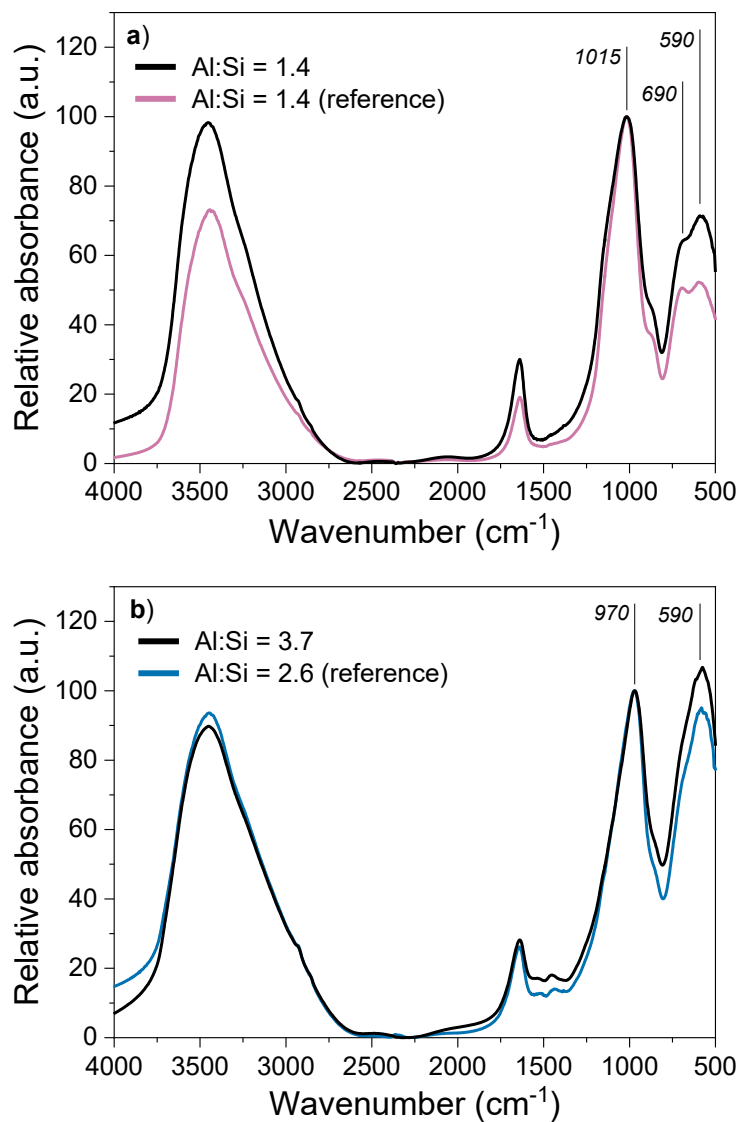 a)
Al:Si = 1.4
Al:Si = 1.4 (reference)
1015
690
590
120
100
80
60
40
20
0
Relative absorbance (a.u.)
4000 3500 3000 2500 2000 1500 1000 500
Wavenumber (cm⁻¹)
b)
Al:Si = 3.7
Al:Si = 2.6 (reference)
970
590
120
100
80
60
40
20
0
Relative absorbance (a.u.)
4000 3500 3000 2500 2000 1500 1000 500
Wavenumber (cm⁻¹)